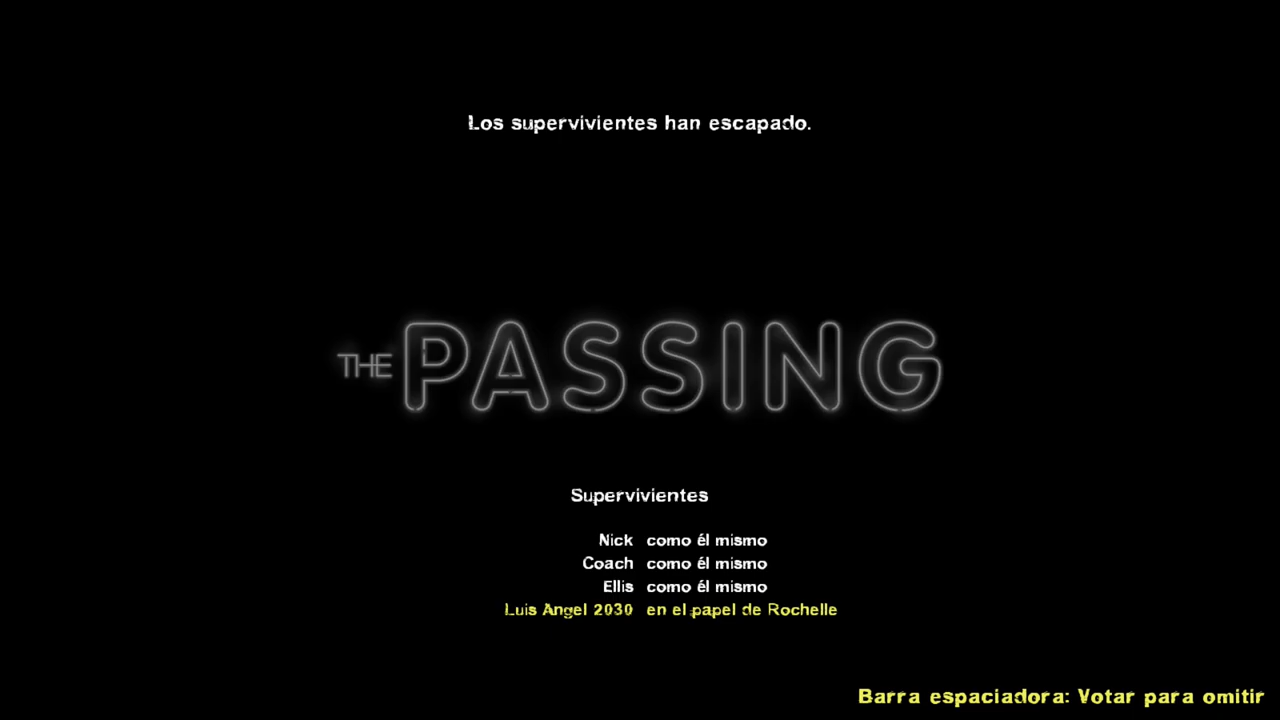 Los supervivientes han escapado.
THE PASSING
Supervivientes
Nick como él mismo
Coach como él mismo
Ellis como él mismo
Luis Angel 2030 en el papel de Rochelle
Barra espaciadora: Votar para omitir